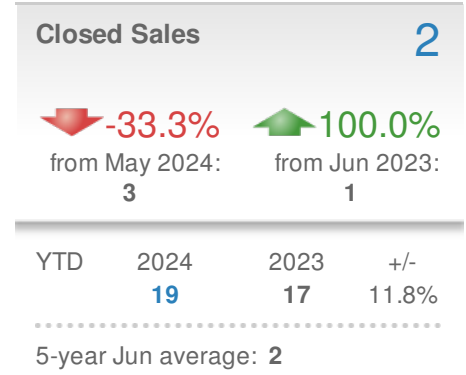 Closed Sales 2
-33.3% 100.0%
from May 2024: from Jun 2023:
3 1
YTD 2024 2023 +/-
19 17 11.8%
5-year Jun average: 2